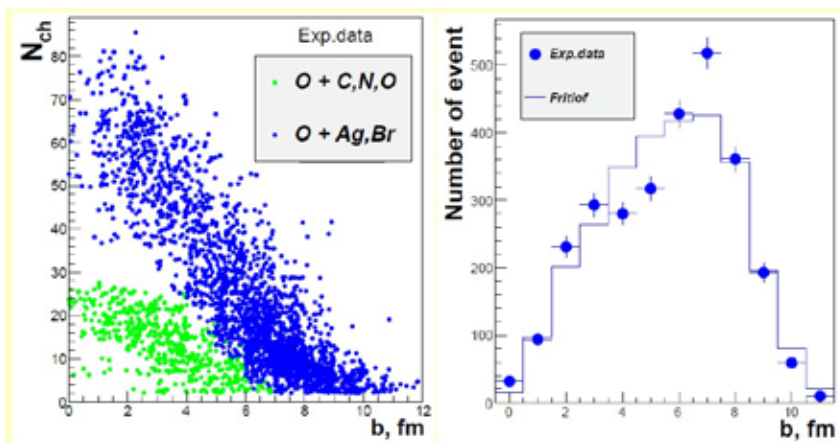 N_ch
80
70
60
50
40
30
20
10
0
Exp.data
O + C,N,O
O + Ag,Br
0 2 4 6 8 10 12
b, fm
Number of event
500
400
300
200
100
0
Exp.data
Fritiof
0 2 4 6 8 10
b, fm